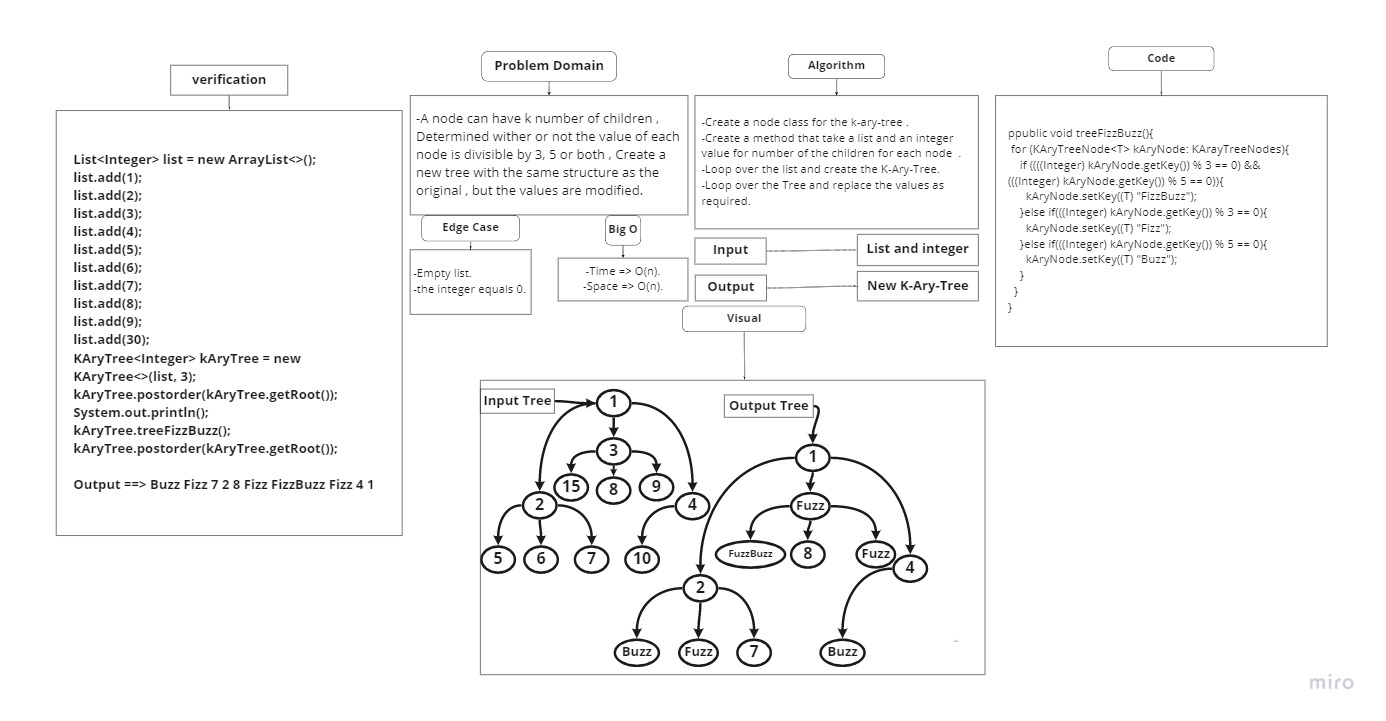 verification
List<Integer> list = new ArrayList<>();
list.add(1);
list.add(2);
list.add(3);
list.add(4);
list.add(5);
list.add(6);
list.add(7);
list.add(8);
list.add(9);
list.add(30);
KAryTree<Integer> kAryTree = new
KAryTree<>(list, 3);
kAryTree.postorder(kAryTree.getRoot());
System.out.println();
kAryTree.treeFizzBuzz();
kAryTree.postorder(kAryTree.getRoot());
Output ==> Buzz Fizz 7 2 8 Fizz FizzBuzz Fizz 4 1
Problem Domain
-A node can have k number of children ,
Determined wither or not the value of each
node is divisible by 3, 5 or both , Create a
new tree with the same structure as the
original , but the values are modified.
Edge Case
-Empty list.
-the integer equals 0.
Big O
-Time => O(n).
-Space => O(n).
Algorithm
-Create a node class for the k-ary-tree .
-Create a method that take a list and an integer
value for number of the children for each node .
-Loop over the list and create the K-Ary-Tree.
-Loop over the Tree and replace the values as
required.
Input
List and integer
Output
New K-Ary-Tree
Code
ppublic void treeFizzBuzz(){
for (KAryTreeNode<T> kAryNode: KArayTreeNodes){
if ((((Integer) kAryNode.getKey()) % 3 == 0) &&
(((Integer) kAryNode.getKey()) % 5 == 0)){
kAryNode.setKey((T) "FizzBuzz");
}else if(((Integer) kAryNode.getKey()) % 3 == 0){
kAryNode.setKey((T) "Fizz");
}else if(((Integer) kAryNode.getKey()) % 5 == 0){
kAryNode.setKey((T) "Buzz");
}
}
}
Visual
Input Tree
1
3
15
8
9
2
4
5
6
7
10
Output Tree
1
Fuzz
FuzzBuzz
8
Fuzz
4
2
Buzz
Fuzz
7
Buzz
miro